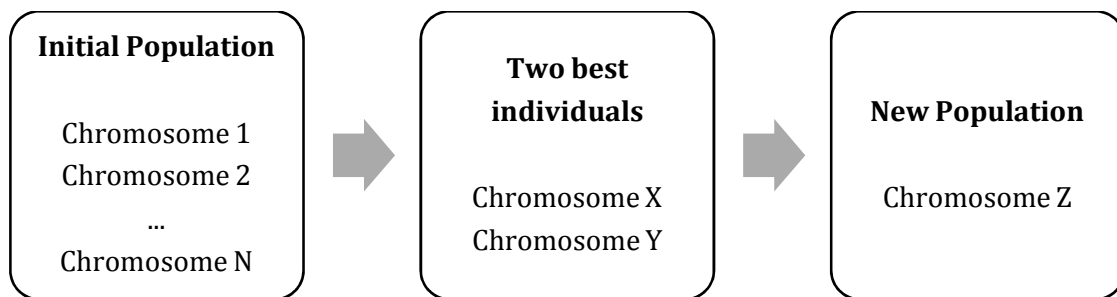 Initial Population
Chromosome 1
Chromosome 2
...
Chromosome N
Two best
individuals
Chromosome X
Chromosome Y
New Population
Chromosome Z